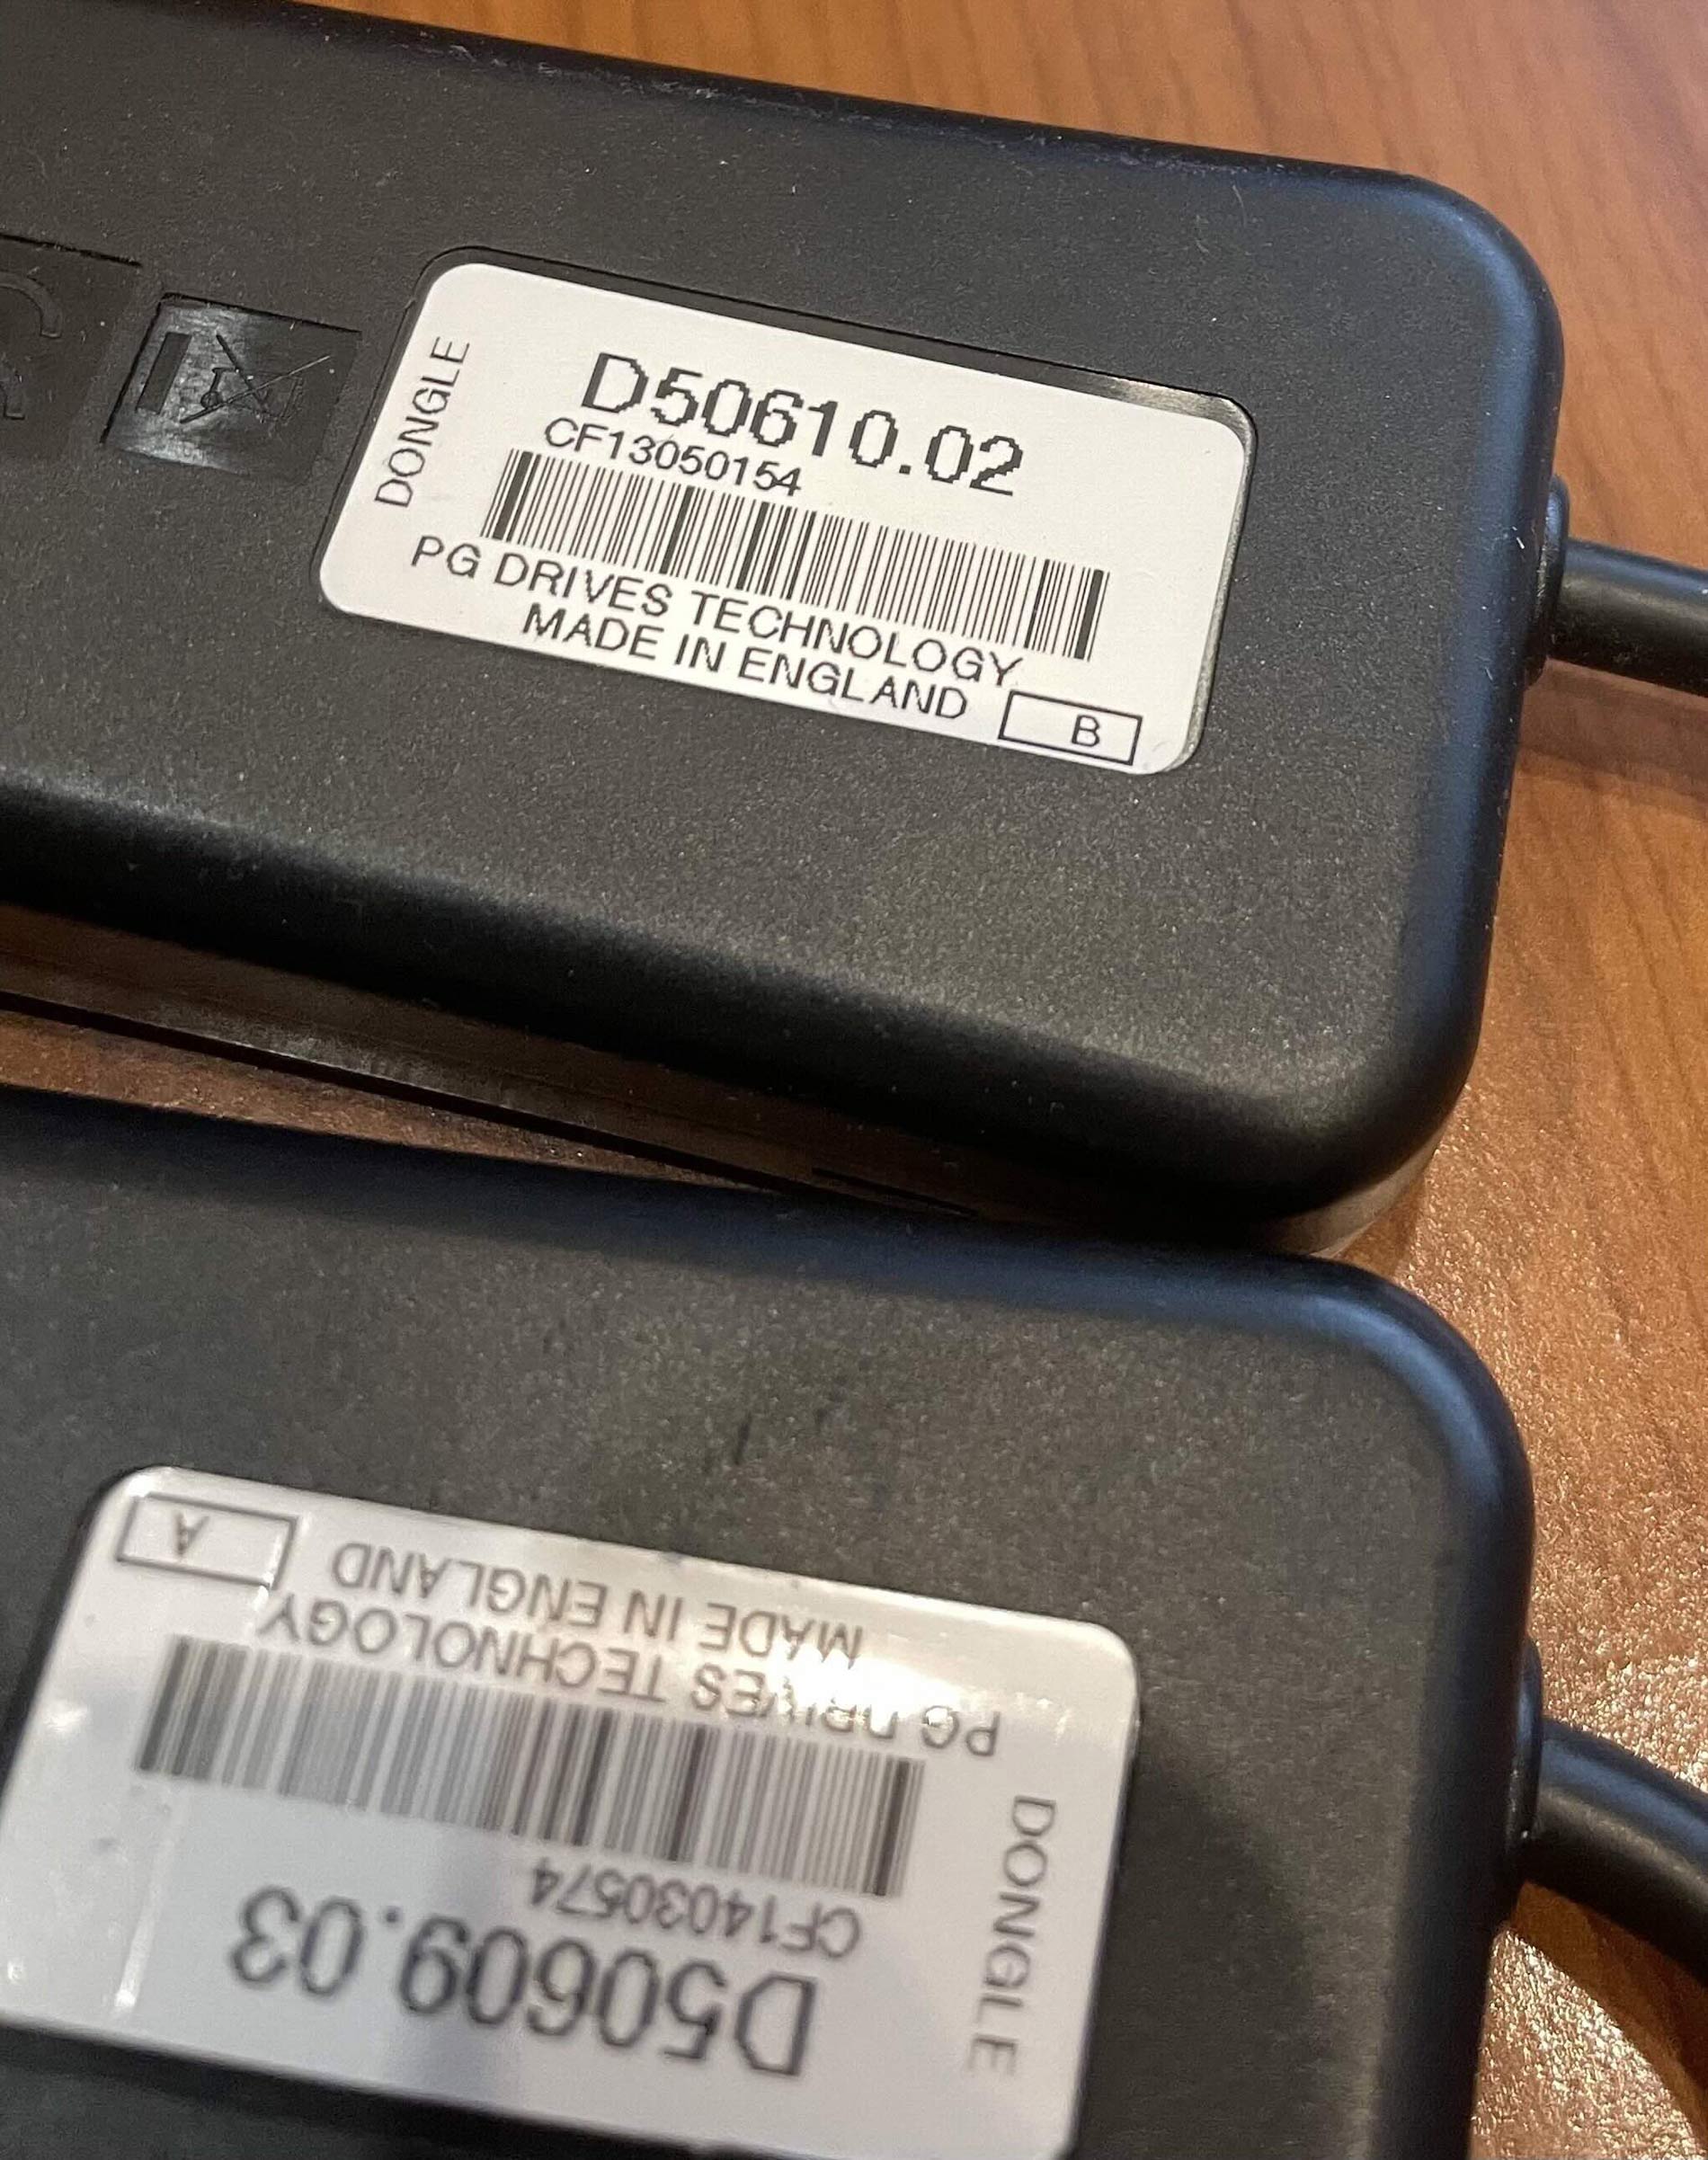 DONGLE
D50610.02
CF13050154
PG DRIVES TECHNOLOGY
MADE IN ENGLAND
B
DONGLE
D50609.03
CF14030574
PG DRIVES TECHNOLOGY
MADE IN ENGLAND
A